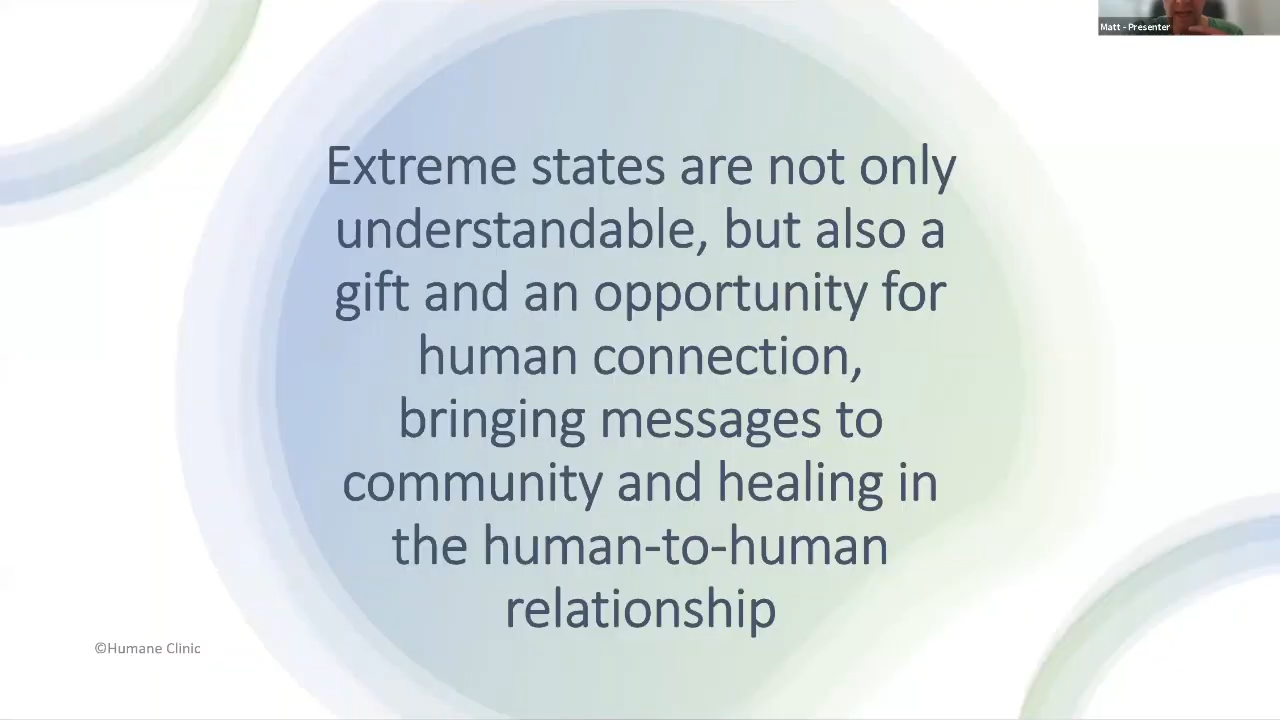 Matt - Presenter
Extreme states are not only
understandable, but also a
gift and an opportunity for
human connection,
bringing messages to
community and healing in
the human-to-human
relationship
©Humane Clinic